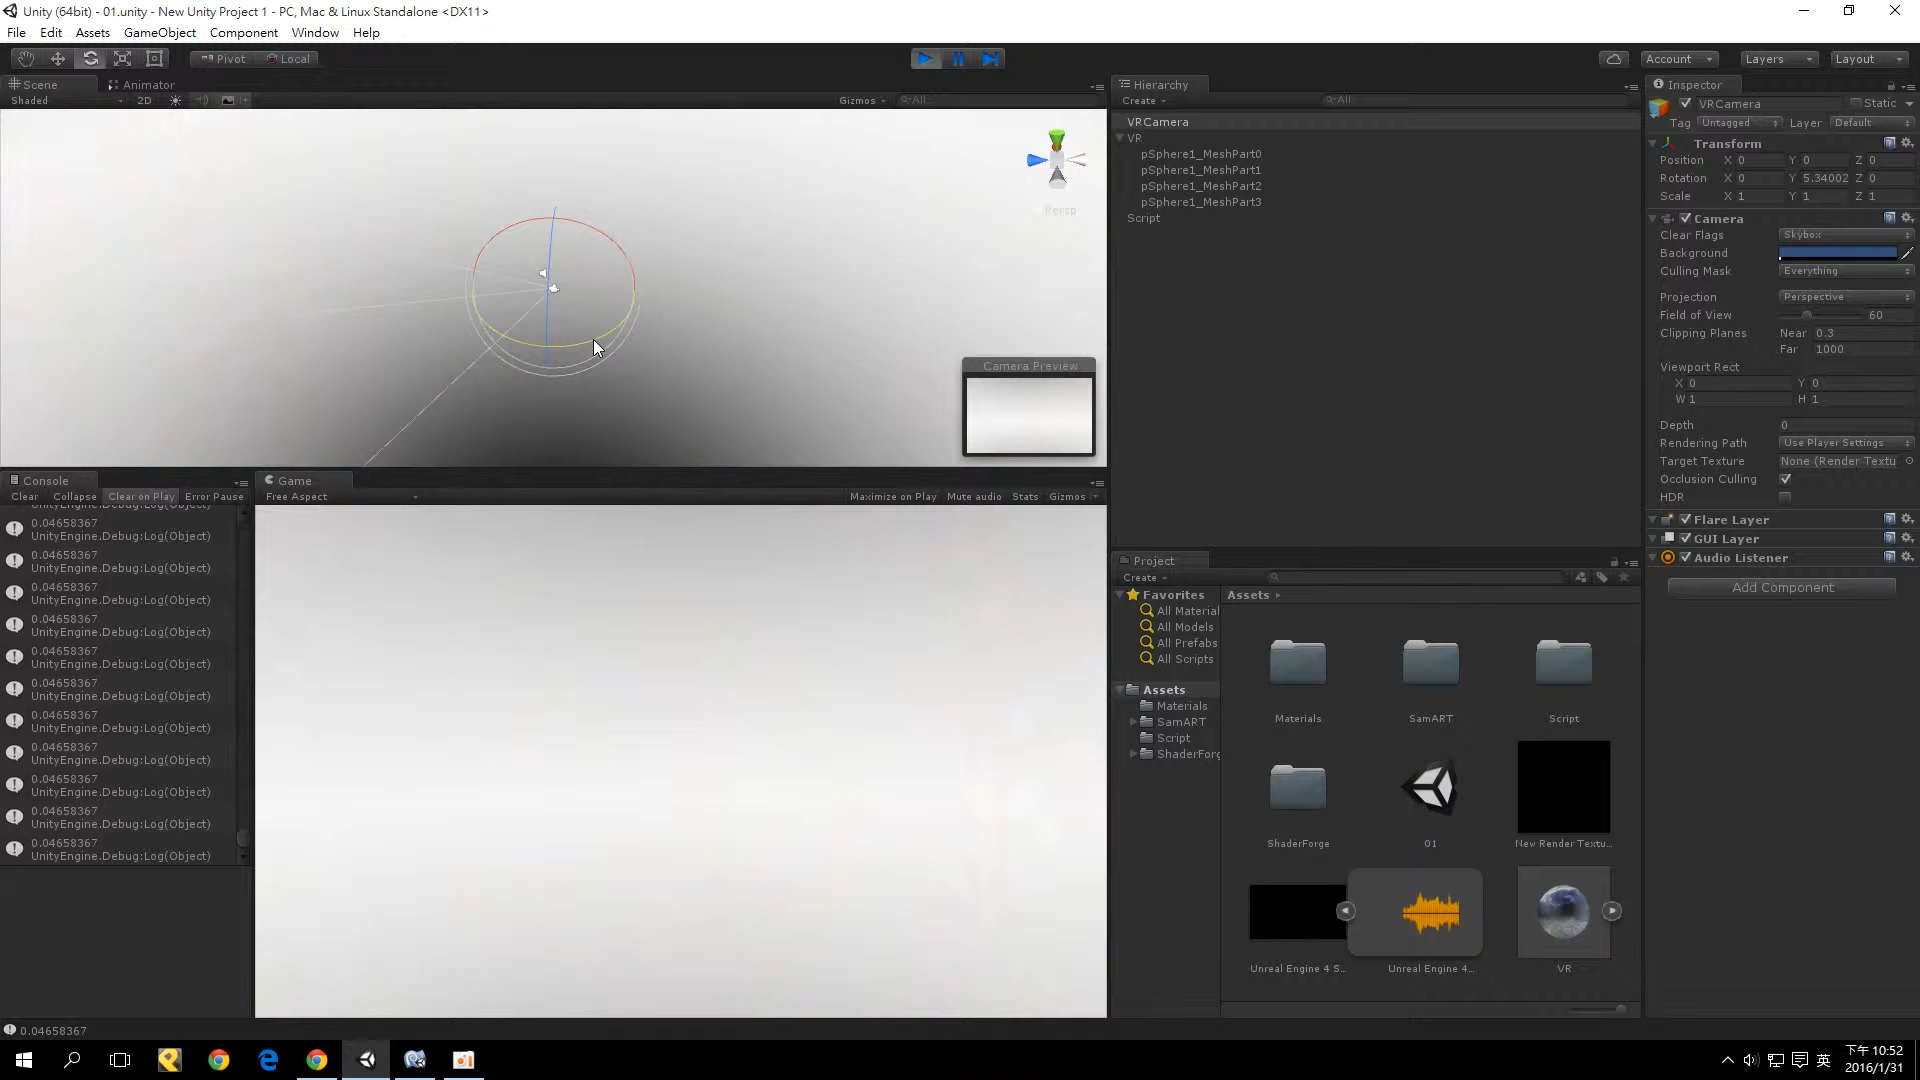 Unity (64bit) - 01.unity - New Unity Project 1 - PC, Mac & Linux Standalone <DX11>
File Edit Assets GameObject Component Window Help
Pivot Local Account Layers Layout
Scene Animator
Shaded 2D Gizmos All
Persp
Camera Preview
Console
Clear Collapse Clear on Play Error Pause
UnityEngine.Debug:Log(Object)
0.04658367
UnityEngine.Debug:Log(Object)
0.04658367
UnityEngine.Debug:Log(Object)
0.04658367
UnityEngine.Debug:Log(Object)
0.04658367
UnityEngine.Debug:Log(Object)
0.04658367
UnityEngine.Debug:Log(Object)
0.04658367
UnityEngine.Debug:Log(Object)
0.04658367
UnityEngine.Debug:Log(Object)
0.04658367
UnityEngine.Debug:Log(Object)
0.04658367
UnityEngine.Debug:Log(Object)
0.04658367
UnityEngine.Debug:Log(Object)
0.04658367
UnityEngine.Debug:Log(Object)
0.04658367
Game
Free Aspect Maximize on Play Mute audio Stats Gizmos
Hierarchy
Create All
VRCamera
VR
pSphere1_MeshPart0
pSphere1_MeshPart1
pSphere1_MeshPart2
pSphere1_MeshPart3
Script
Project
Create
Favorites
All Material
All Models
All Prefabs
All Scripts
Assets
Materials
SamART
Script
ShaderForg
Assets
Materials SamART Script
ShaderForge 01 New Render Textu...
Unreal Engine 4 S... Unreal Engine 4... VR
Inspector
VRCamera Static
Tag Untagged Layer Default
Transform
Position X 0 Y 0 Z 0
Rotation X 0 Y 5.34002 Z 0
Scale X 1 Y 1 Z 1
Camera
Clear Flags Skybox
Background
Culling Mask Everything
Projection Perspective
Field of View 60
Clipping Planes Near 0.3
Far 1000
Viewport Rect
X 0 Y 0
W 1 H 1
Depth 0
Rendering Path Use Player Settings
Target Texture None (Render Textu
Occlusion Culling
HDR
Flare Layer
GUI Layer
Audio Listener
Add Component
英
下午 10:52
2016/1/31